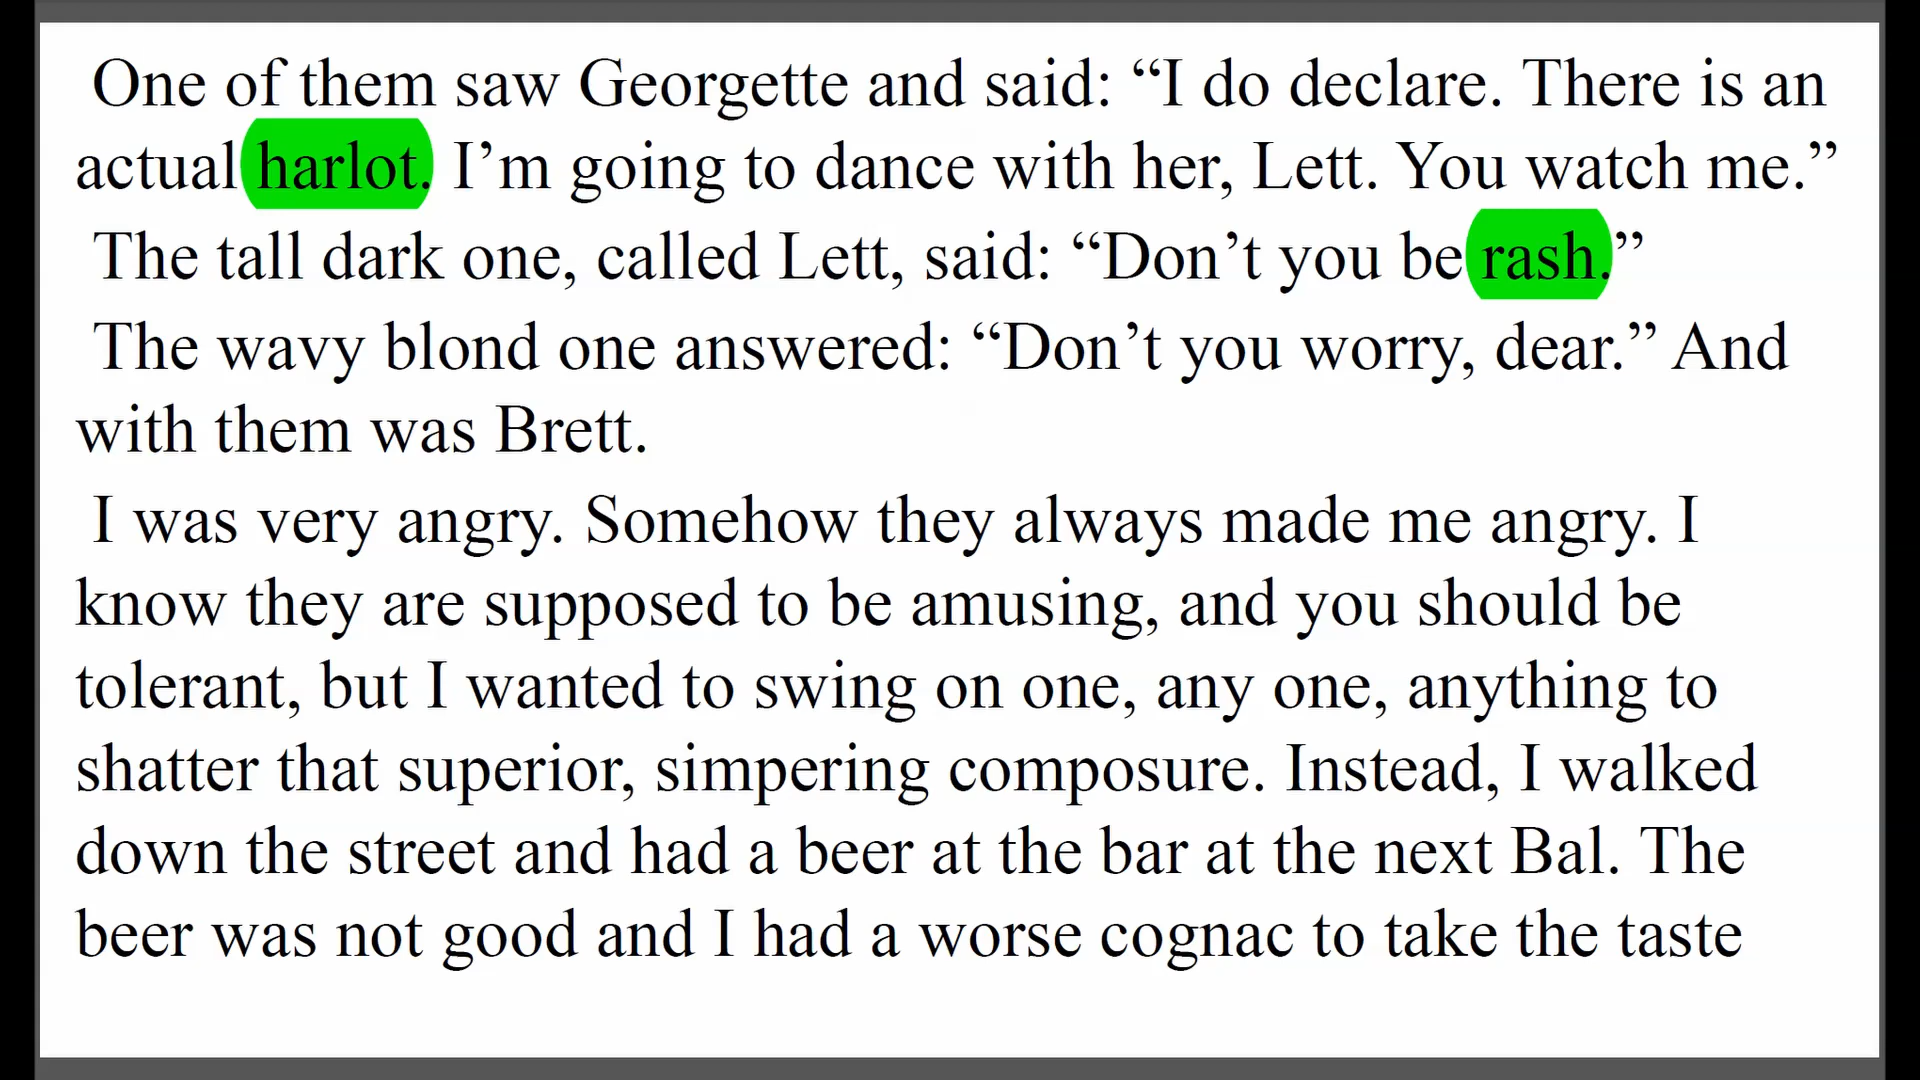 One of them saw Georgette and said: “I do declare. There is an
actual harlot. I’m going to dance with her, Lett. You watch me.”
The tall dark one, called Lett, said: “Don’t you be rash.”
The wavy blond one answered: “Don’t you worry, dear.” And
with them was Brett.
I was very angry. Somehow they always made me angry. I
know they are supposed to be amusing, and you should be
tolerant, but I wanted to swing on one, any one, anything to
shatter that superior, simpering composure. Instead, I walked
down the street and had a beer at the bar at the next Bal. The
beer was not good and I had a worse cognac to take the taste